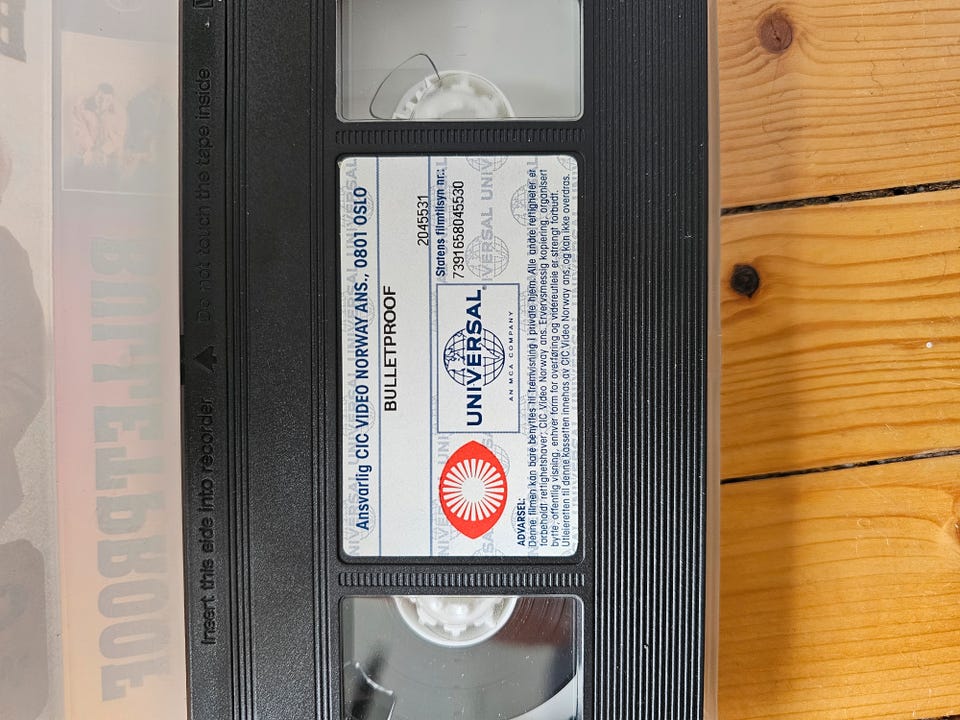 Insert this side into recorder Do not touch the tape inside
BULLETPROOF
Ansvarlig CIC VIDEO NORWAY ANS., 0801 OSLO
BULLETPROOF
2045531
Statens filmtilsyn nr.:
7391658045530
UNIVERSAL
AN MCA COMPANY
ADVARSEL:
Denne filmen kan bare benyttes til fremvisning i private hjem. Alle andre rettigheter er
forbeholdt rettighetshaver; CIC Video Norway ans. Ervervsmessig kopiering, organisert
bytte, offentlig visning, enhver form for overføring og videreutleie er strengt forbudt.
Utleieretten til denne kassetten innehas av CIC Video Norway ans, og kan ikke overdras.